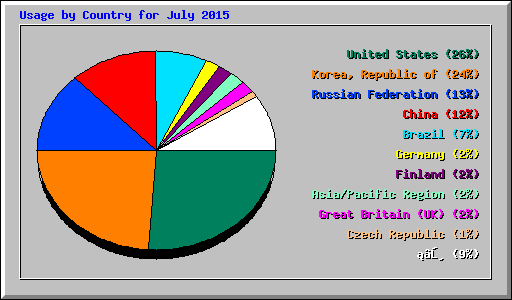 Usage by Country for July 2015
United States (26%)
Korea, Republic of (24%)
Russian Federation (13%)
China (12%)
Brazil (7%)
Germany (2%)
Finland (2%)
Asia/Pacific Region (2%)
Great Britain (UK) (2%)
Czech Republic (1%)
(9%)